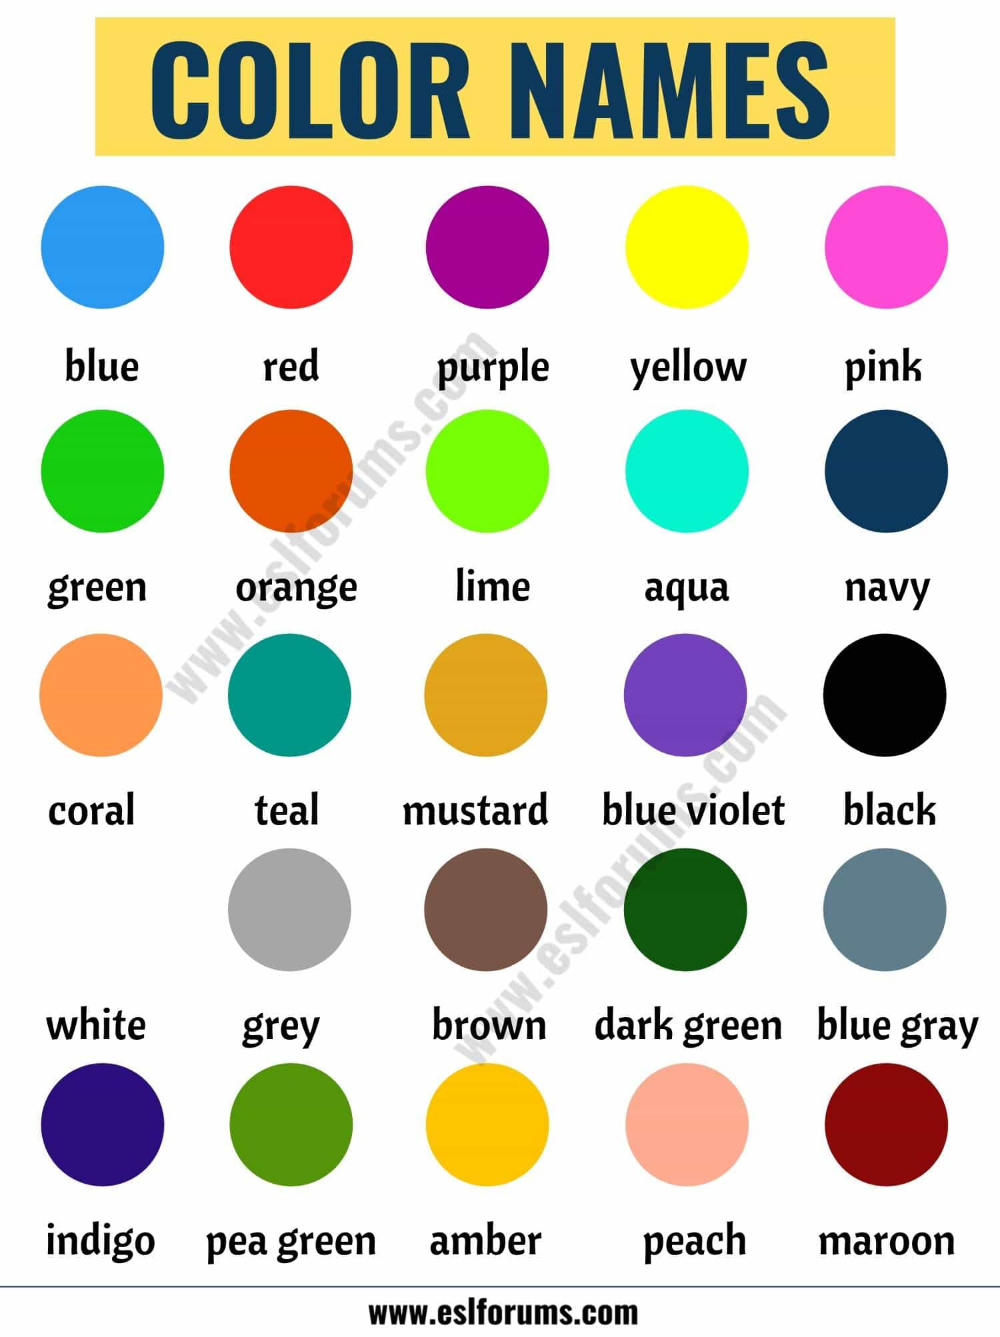 COLOR NAMES
blue red purple yellow pink
green orange lime aqua navy
coral teal mustard blue violet black
white grey brown dark green blue gray
indigo pea green amber peach maroon
www.eslforums.com
www.eslforums.com
www.eslforums.com